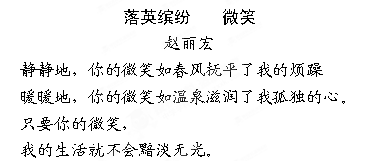 落英缤纷　　微笑
赵丽宏
静静地，你的微笑如春风抚平了我的烦躁
暖暖地，你的微笑如温泉滋润了我孤独的心。
只要你的微笑，
我的生活就不会黯淡无光。